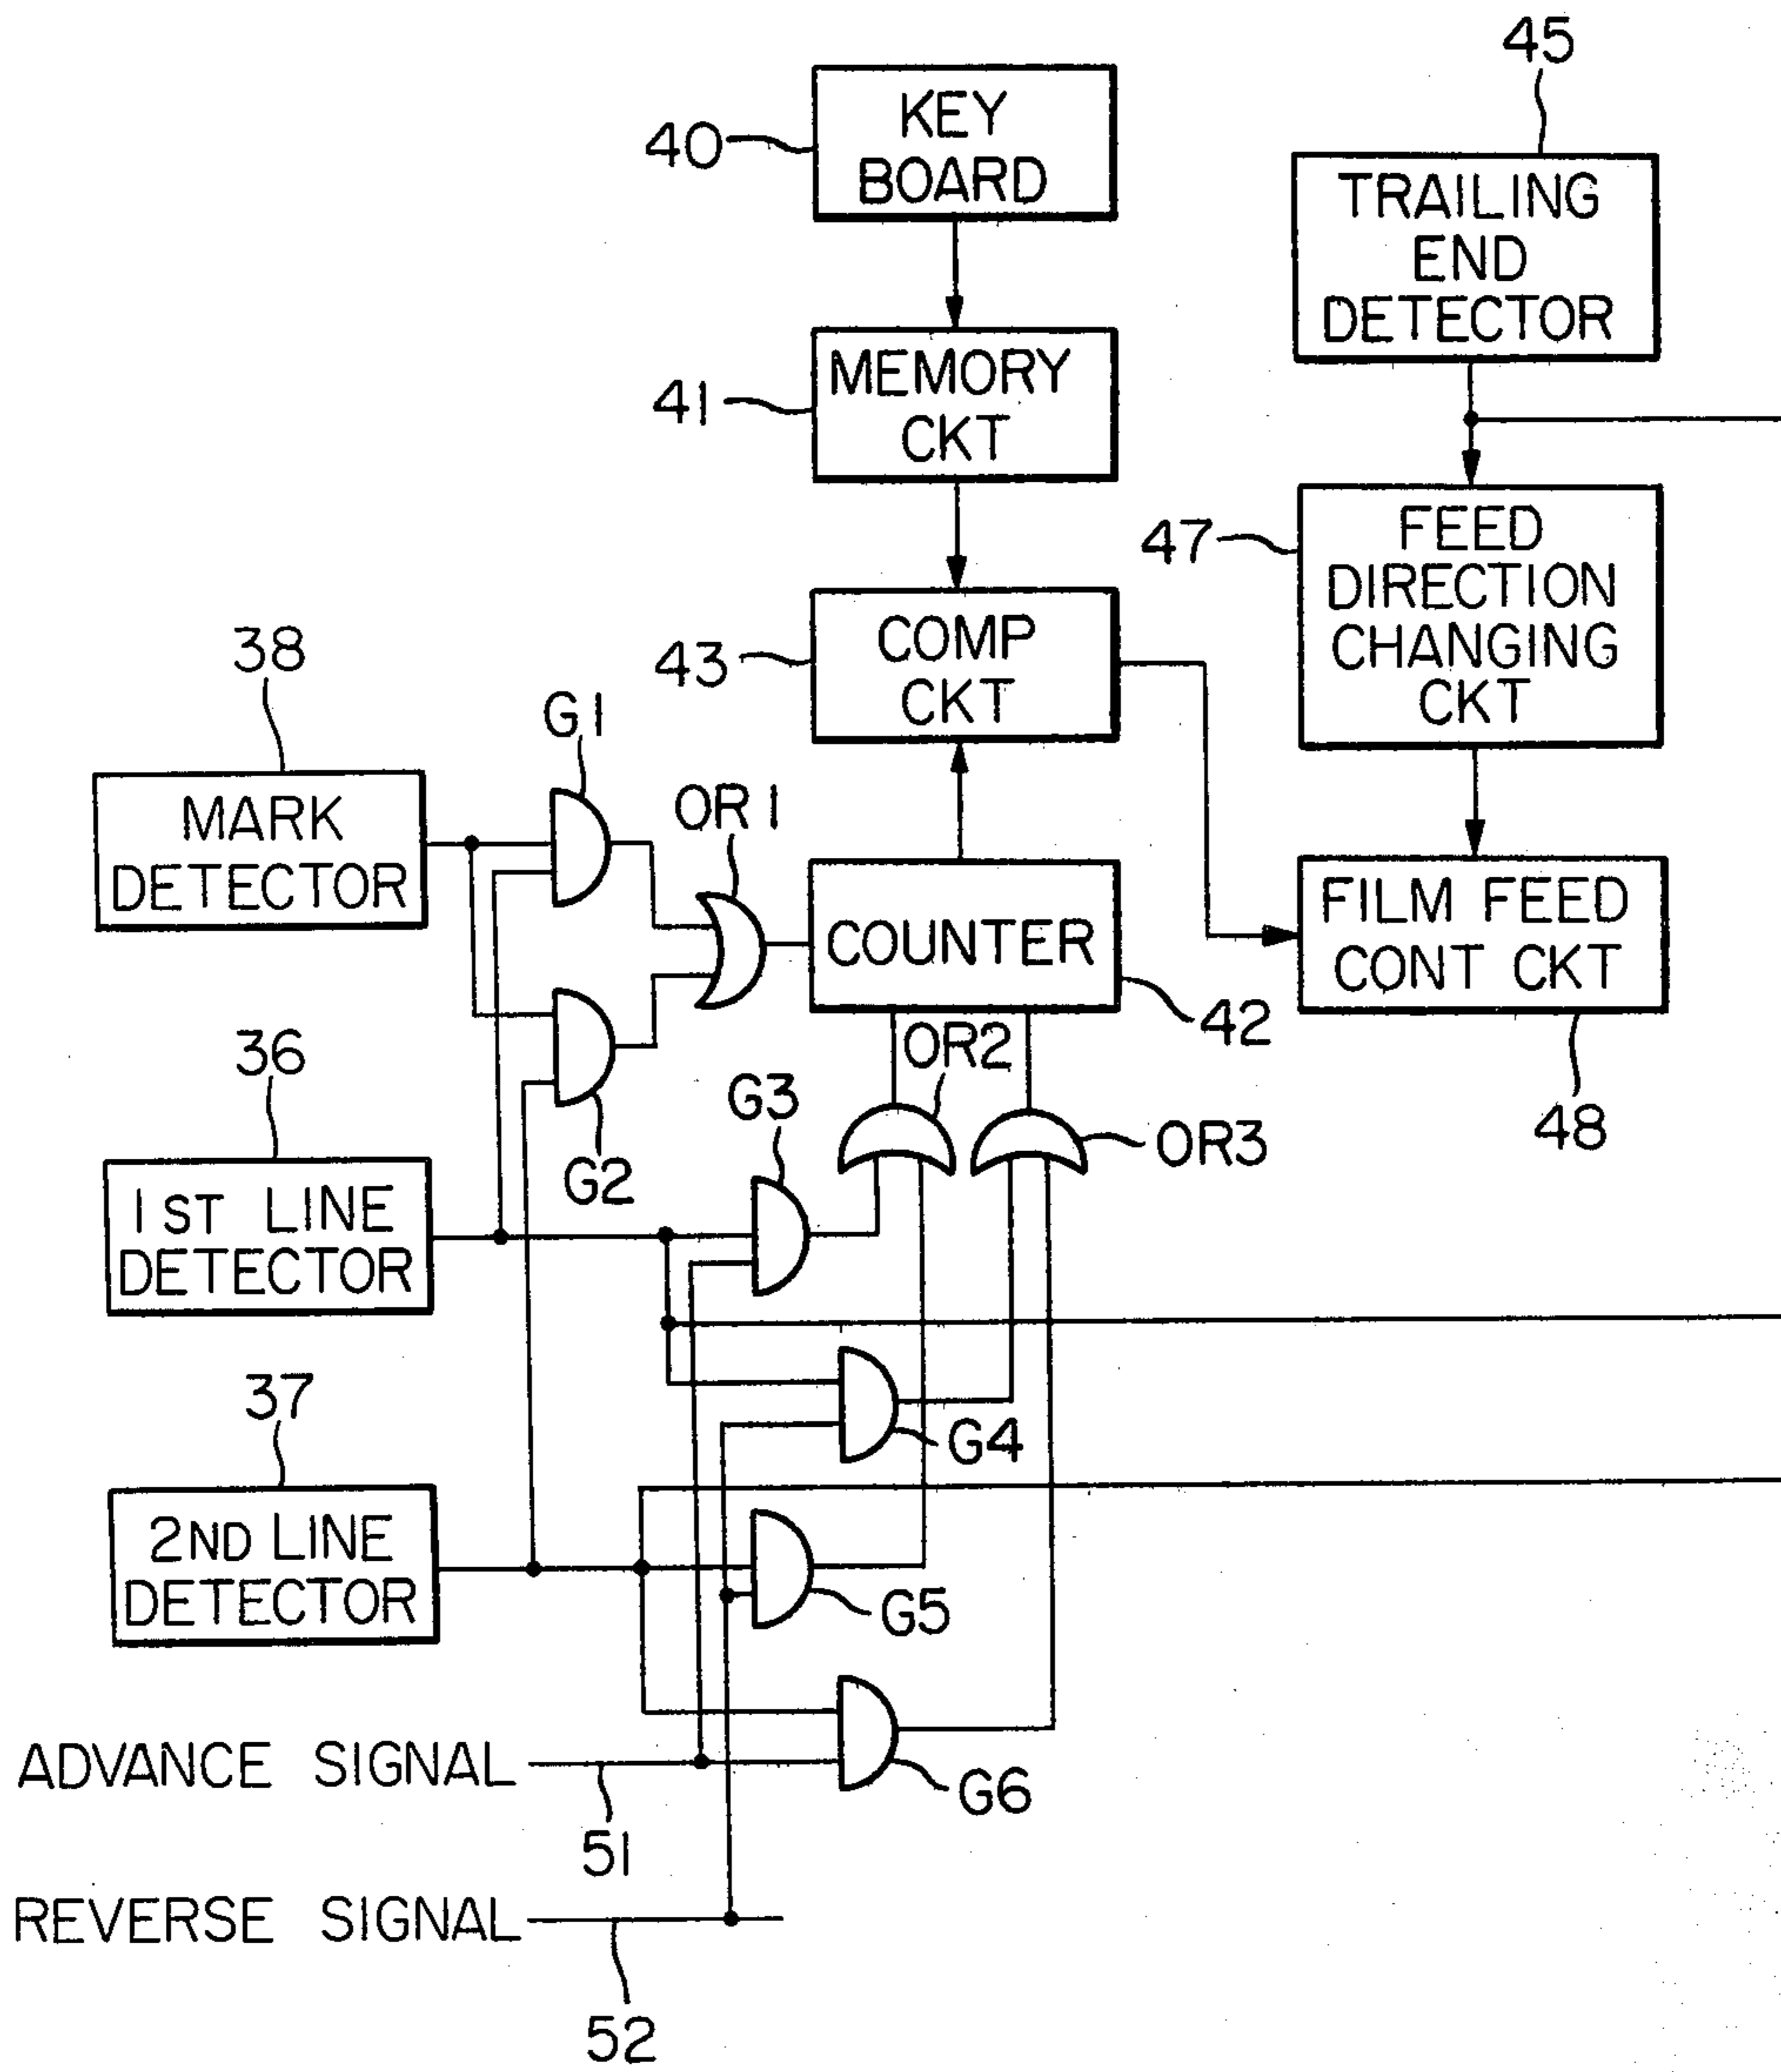 45
KEY
BOARD
40
TRAILING
END
DETECTOR
MEMORY
CKT
41
FEED
DIRECTION
CHANGING
CKT
47
COMP
CKT
43
38
G1
MARK
DETECTOR
OR1
COUNTER
42
FILM FEED
CONT CKT
48
36
G2
G3
OR2
OR3
1ST LINE
DETECTOR
37
G4
2ND LINE
DETECTOR
G5
ADVANCE SIGNAL
51
G6
REVERSE SIGNAL
52